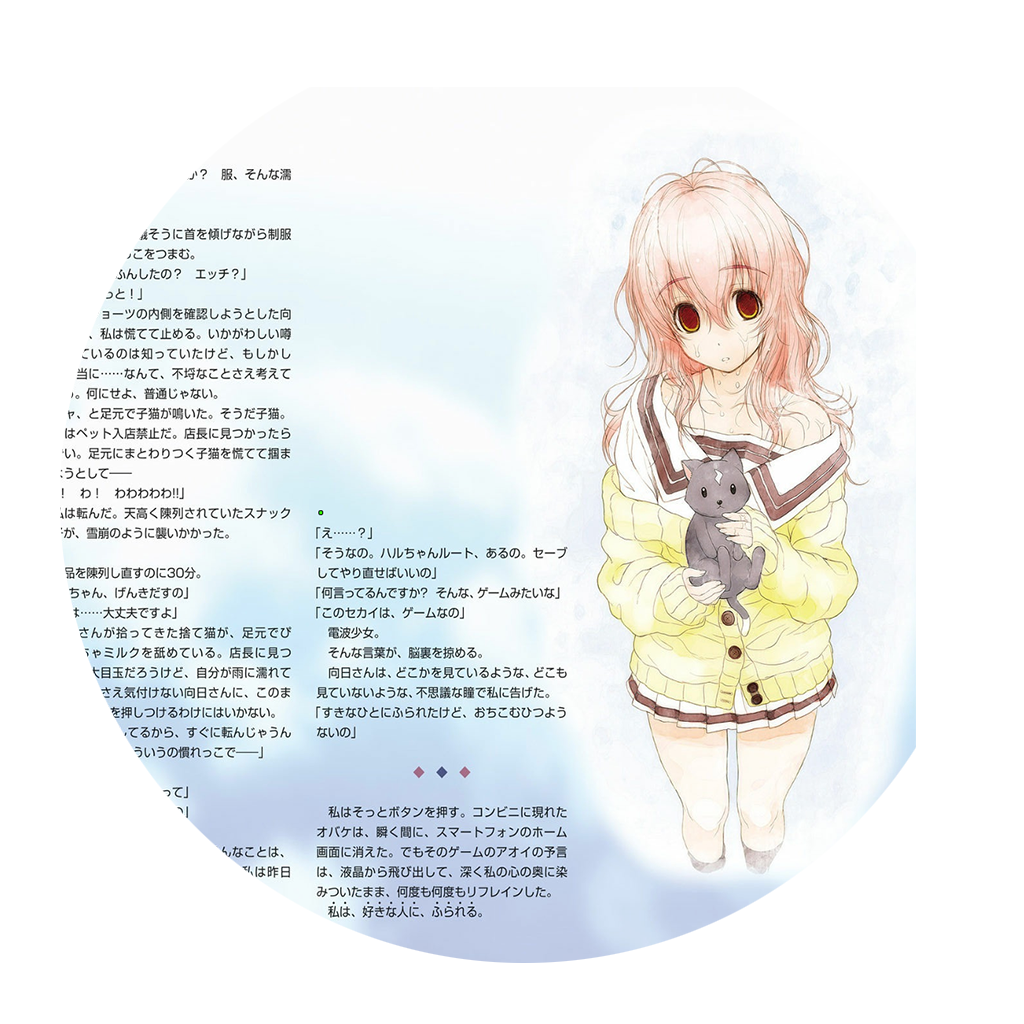 か？　服、そんな濡
議そうに首を傾げながら制服
っこをつまむ。
ふんしたの？　エッチ？」
っと！」
ョーツの内側を確認しようとした向
、私は慌てて止める。いかがわしい噂
ているのは知っていたけど、もしかし
当に……なんて、不埒なことさえ考えて
う。何にせよ、普通じゃない。
ャ、と足元で子猫が鳴いた。そうだ子猫。
はペット入店禁止だ。店長に見つかったら
い。足元にまとわりつく子猫を慌てて掴ま
ようとして――
！　わ！　わわわわわ!!」
は転んだ。天高く陳列されていたスナック
が、雪崩のように襲いかかった。
品を陳列し直すのに30分。
ちゃん、げんきだすの」
は……大丈夫ですよ」
さんが拾ってきた捨て猫が、足元でぴ
ちゃミルクを舐めている。店長に見つ
大目玉だろうけど、自分が雨に濡れて
さえ気付けない向日さんに、このま
を押しつけるわけにはいかない。
してるから、すぐに転んじゃうん
ういうの慣れっこで――」
って」
」
んなことは、
私は昨日
「え……？」
「そうなの。ハルちゃんルート、あるの。セーブ
してやり直せばいいの」
「何言ってるんですか？ そんな、ゲームみたいな」
「このセカイは、ゲームなの」
電波少女。
そんな言葉が、脳裏を掠める。
向日さんは、どこかを見ているような、どこも
見ていないような、不思議な瞳で私に告げた。
「すきなひとにふられたけど、おちこむひつよう
ないの」
私はそっとボタンを押す。コンビニに現れた
オバケは、瞬く間に、スマートフォンのホーム
画面に消えた。でもそのゲームのアオイの予言
は、液晶から飛び出して、深く私の心の奥に染
みついたまま、何度も何度もリフレインした。
私は、好きな人に、ふられる。